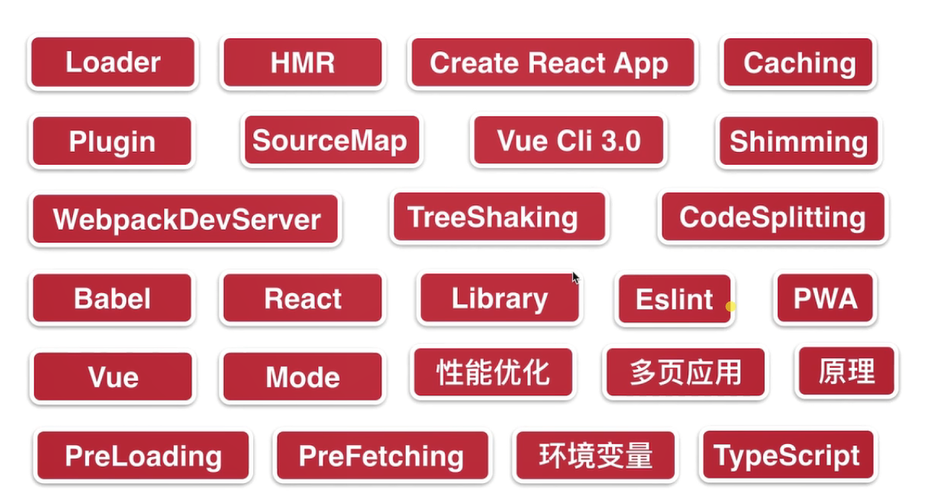 Loader HMR Create React App Caching
Plugin SourceMap Vue Cli 3.0 Shimming
WebpackDevServer TreeShaking CodeSplitting
Babel React Library Eslint PWA
Vue Mode 性能优化 多页应用 原理
PreLoading PreFetching 环境变量 TypeScript